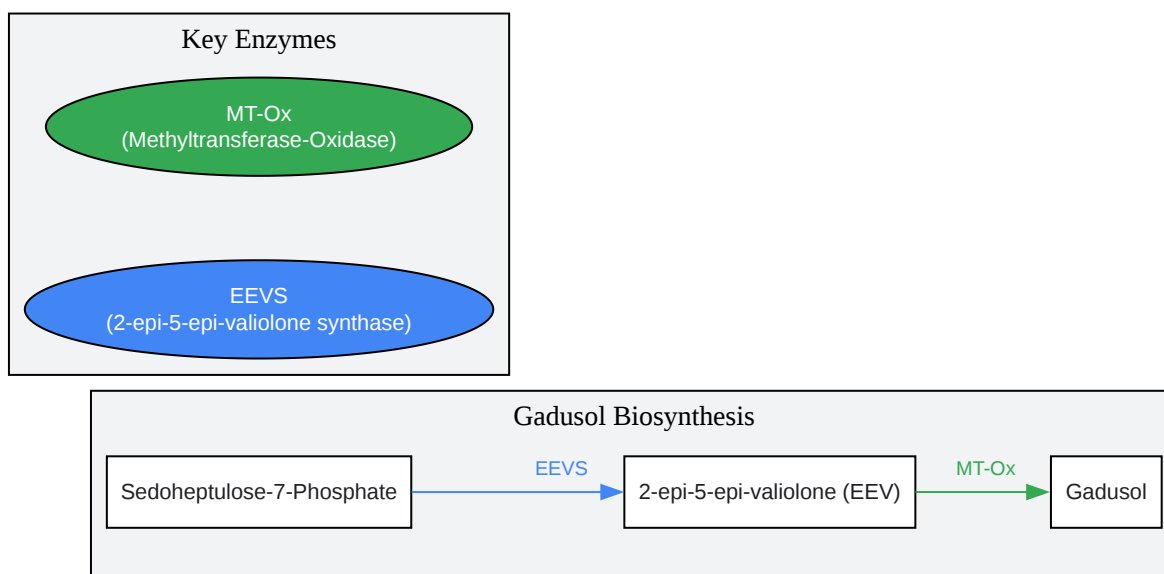 Key Enzymes
MT-Ox
(Methyltransferase-Oxidase)
EEVS
(2-epi-5-epi-valiolone synthase)
Gadusol Biosynthesis
EEVS
MT-Ox
Sedoheptulose-7-Phosphate
2-epi-5-epi-valiolone (EEV)
Gadusol